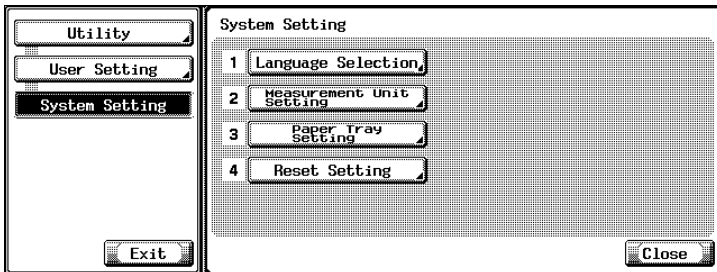 Utility
User Setting
System Setting
Exit
System Setting
1 Language Selection
2 Measurement Unit
Setting
3 Paper Tray
Setting
4 Reset Setting
Close